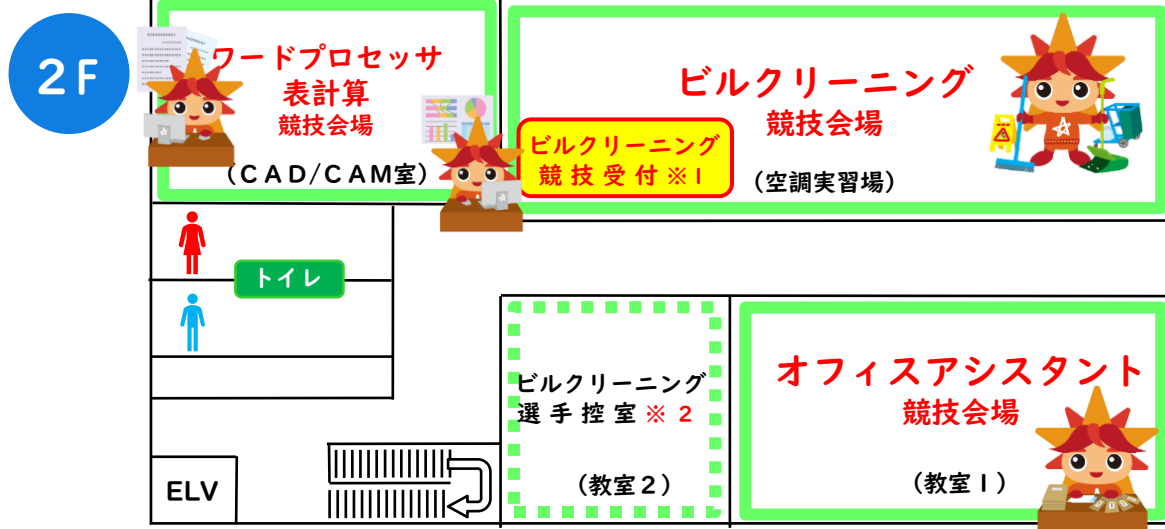 2F
ワードプロセッサ
表計算
競技会場
（CAD/CAM室）
ビルクリーニング
競技会場
（空調実習場）
ビルクリーニング
競技受付※1
トイレ
ビルクリーニング
選手控室※2
（教室2）
オフィスアシスタント
競技会場
（教室1）
ELV